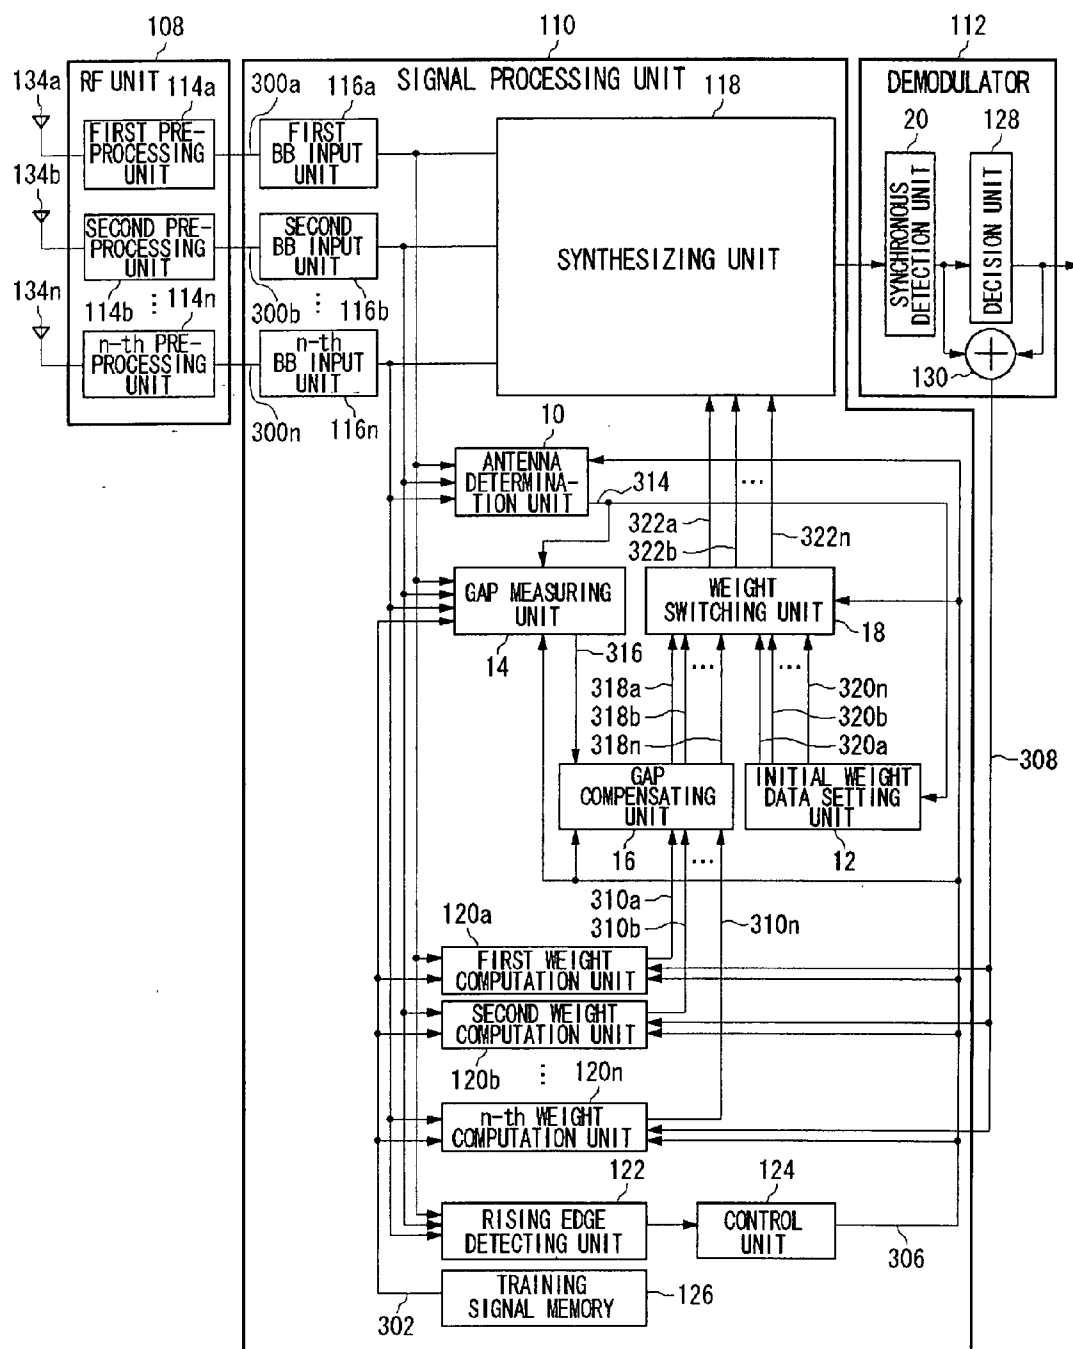 108
110
112
134a
RF UNIT
114a
300a
116a
SIGNAL PROCESSING UNIT
118
DEMODULATOR
20
128
FIRST PRE-
PROCESSING
UNIT
FIRST
BB INPUT
UNIT
134b
SECOND PRE-
PROCESSING
UNIT
SECOND
BB INPUT
UNIT
SYNTHESIZING UNIT
SYNCHRONOUS
DETECTION UNIT
DECISION UNIT
134n
114b
114n
300b
116b
n-th PRE-
PROCESSING
UNIT
n-th
BB INPUT
UNIT
130
300n
116n
10
ANTENNA
DETERMINA-
TION UNIT
314
322a
322b
322n
GAP MEASURING
UNIT
WEIGHT
SWITCHING UNIT
14
316
18
318a
318b
318n
320n
320b
320a
308
GAP
COMPENSATING
UNIT
INITIAL WEIGHT
DATA SETTING
UNIT
16
12
310a
310b
310n
120a
FIRST WEIGHT
COMPUTATION UNIT
SECOND WEIGHT
COMPUTATION UNIT
120b
120n
n-th WEIGHT
COMPUTATION UNIT
122
124
RISING EDGE
DETECTING UNIT
CONTROL
UNIT
306
TRAINING
SIGNAL MEMORY
126
302